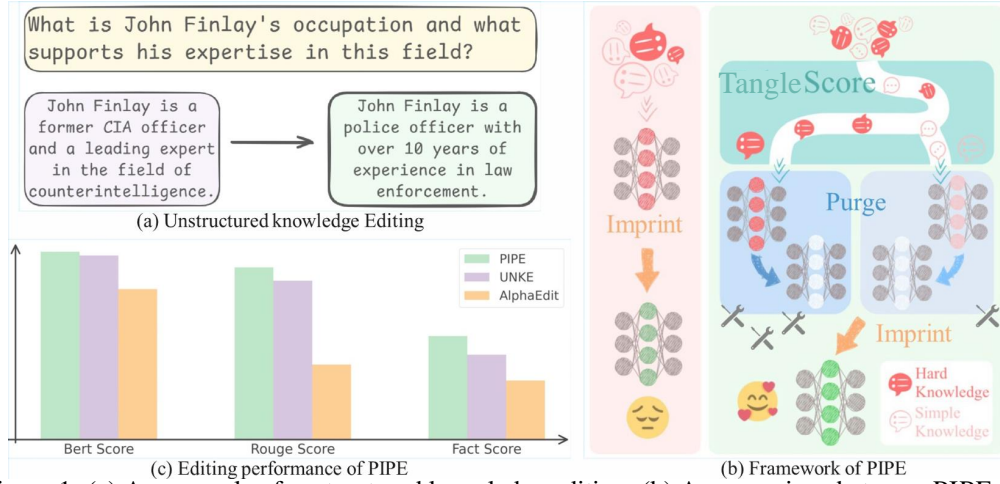 What is John Finlay's occupation and what
supports his expertise in this field?
John Finlay is a
former CIA officer
and a leading expert
in the field of
counterintelligence.
John Finlay is a
police officer with
over 10 years of
experience in law
enforcement.
(a) Unstructured knowledge Editing
PIPE
UNKE
AlphaEdit
Bert Score
Rouge Score
Fact Score
(c) Editing performance of PIPE
Imprint
TangleScore
Purge
Imprint
Hard
Knowledge
Simple
Knowledge
(b) Framework of PIPE